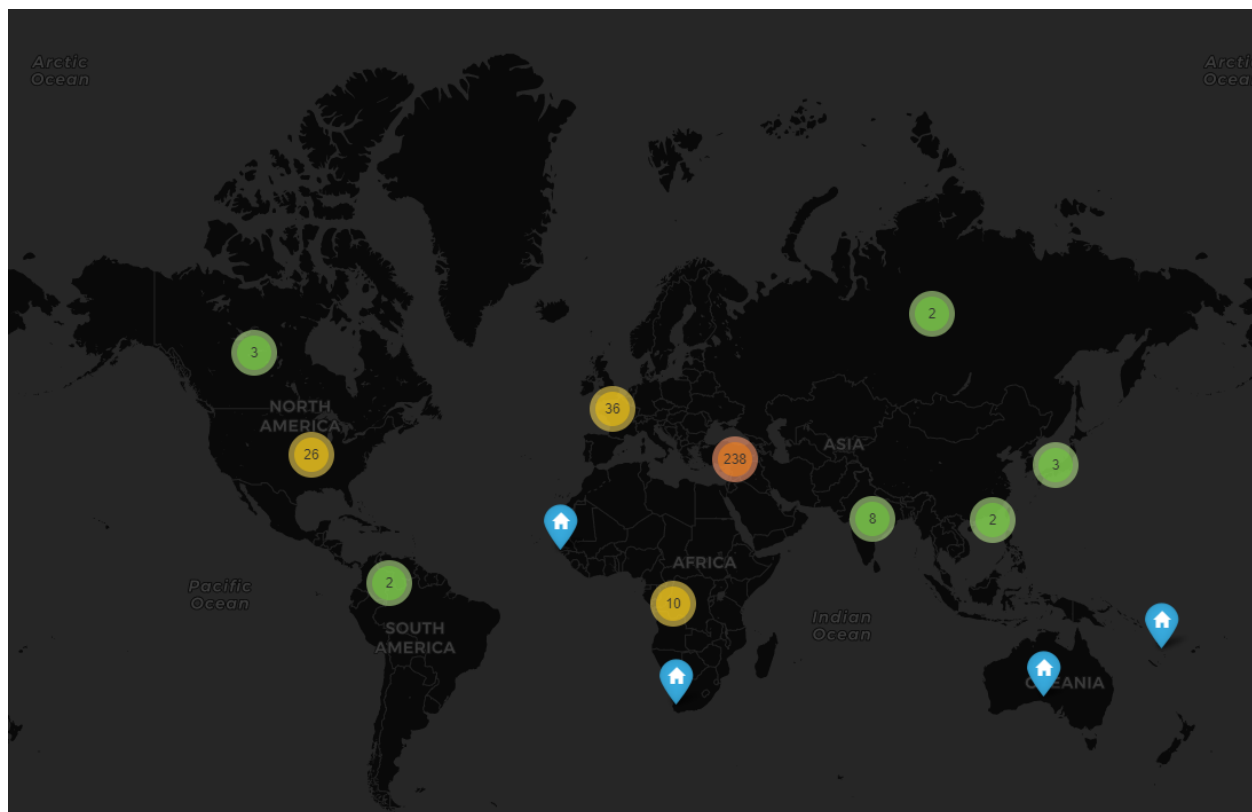 Arctic
Ocean
Arcti
Ocea
2
3
36
NORTH
AMERICA
26
238
ASIA
3
8
2
AFRICA
2
Pacific
Ocean
10
Indian
Ocean
SOUTH
AMERICA
OCEANIA